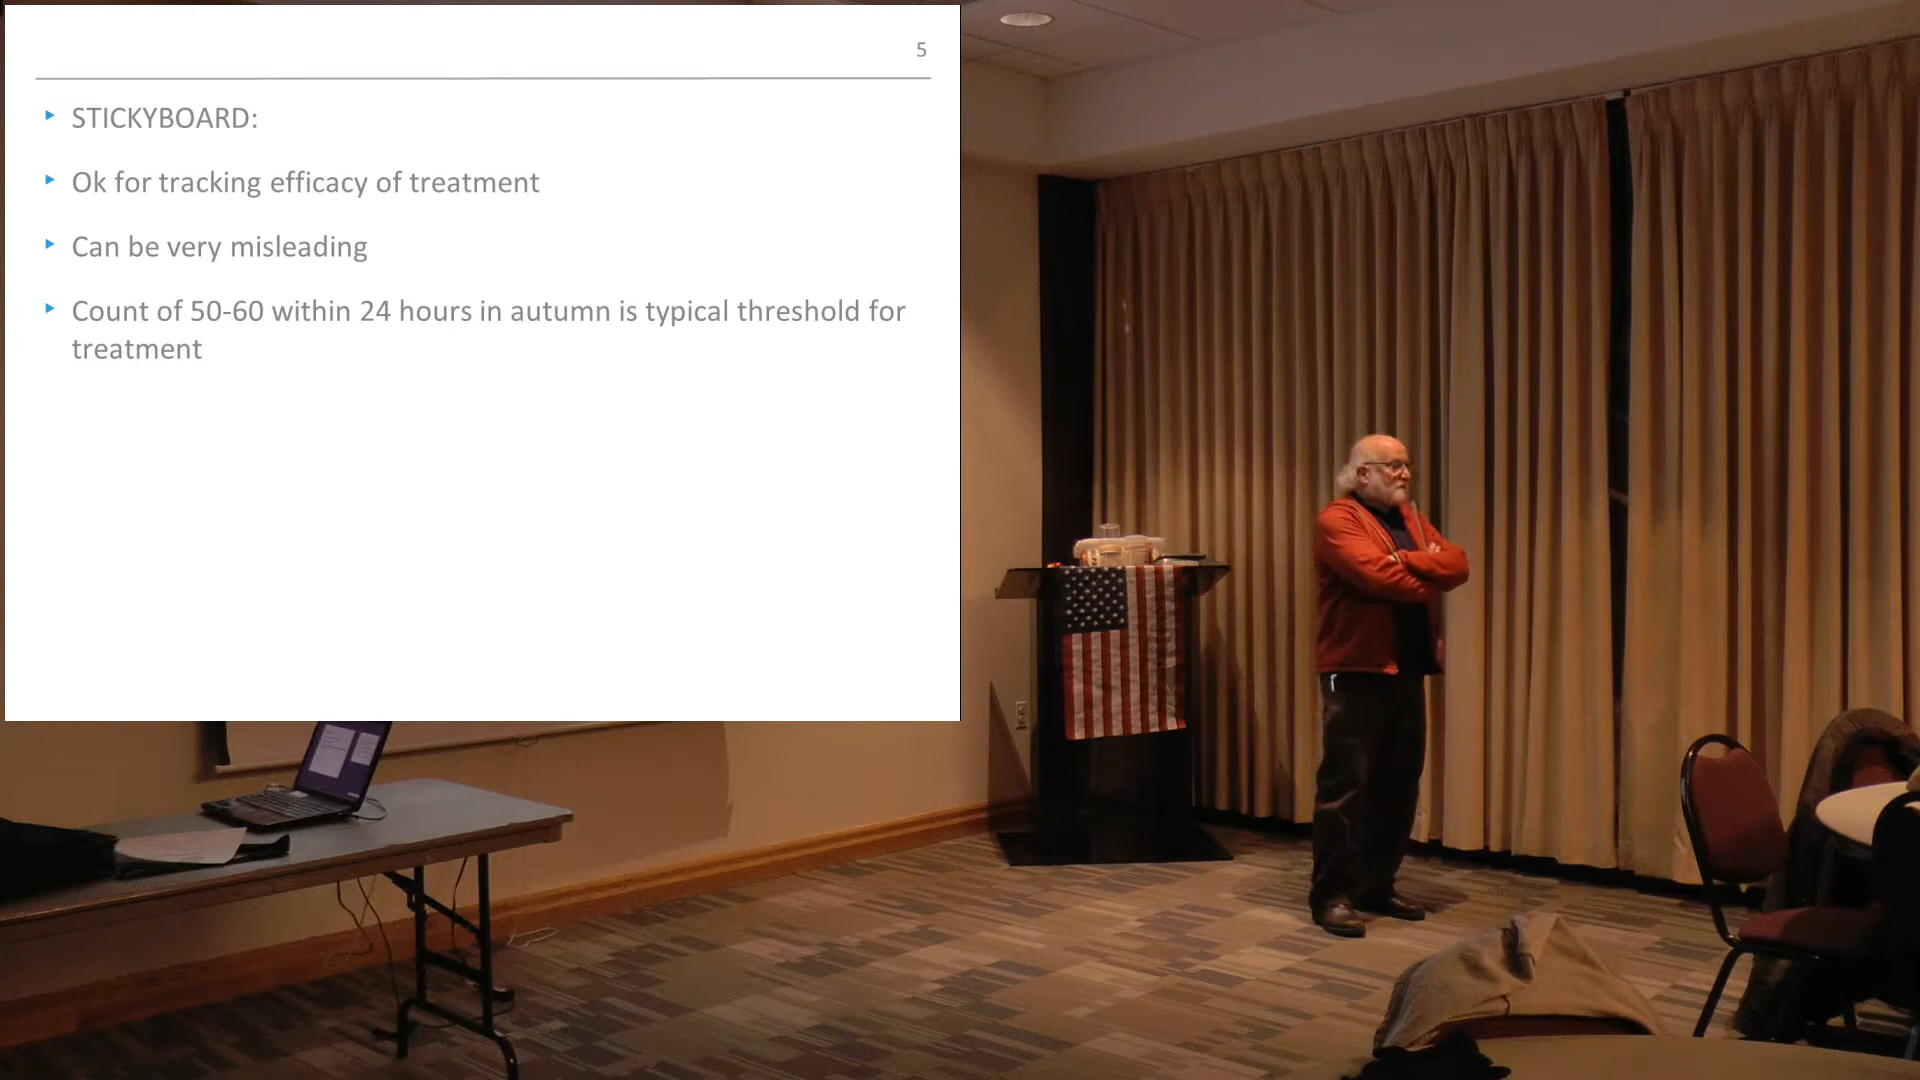 5
STICKYBOARD:
Ok for tracking efficacy of treatment
Can be very misleading
Count of 50-60 within 24 hours in autumn is typical threshold for
treatment